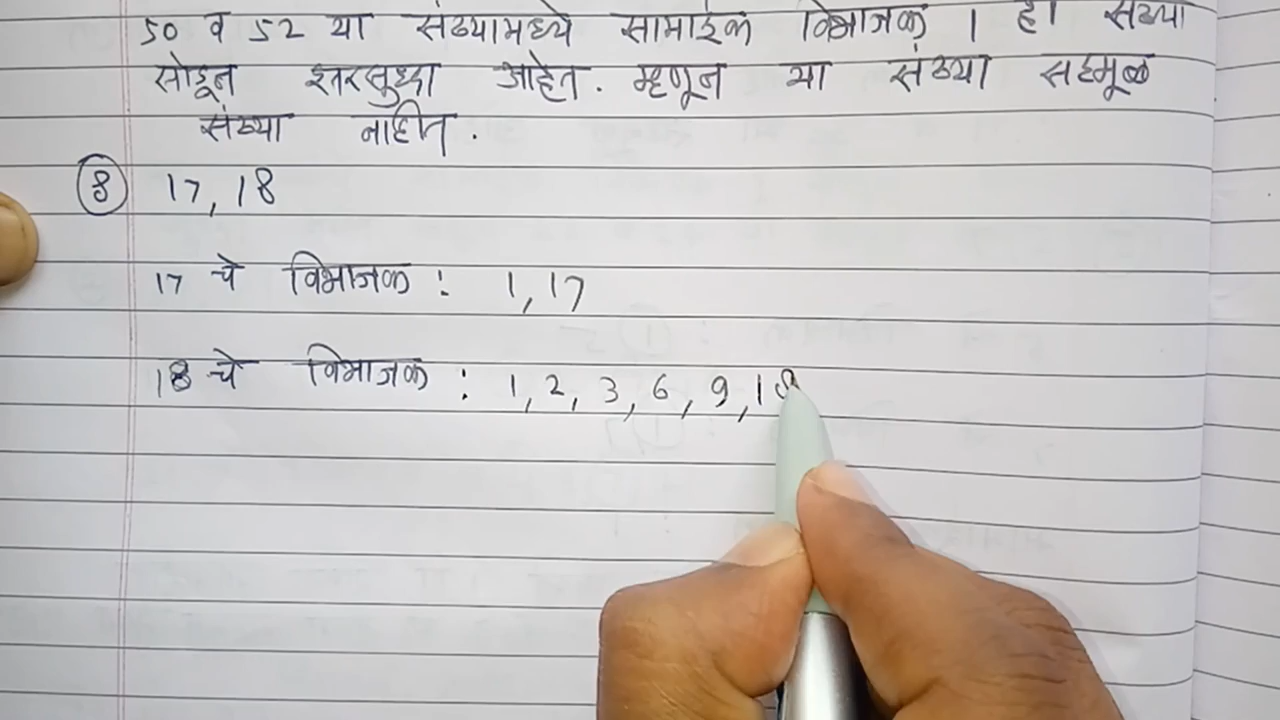 50 व 52 या संख्यामध्ये सामाईक विभाजक 1 हा संख्या
सोडून इतरसुध्दा आहेत. म्हणून या संख्या सहमूळ
संख्या नाहीत.
8 17, 18
17 चे विभाजक : 1, 17
18 चे विभाजक : 1, 2, 3, 6, 9, 18